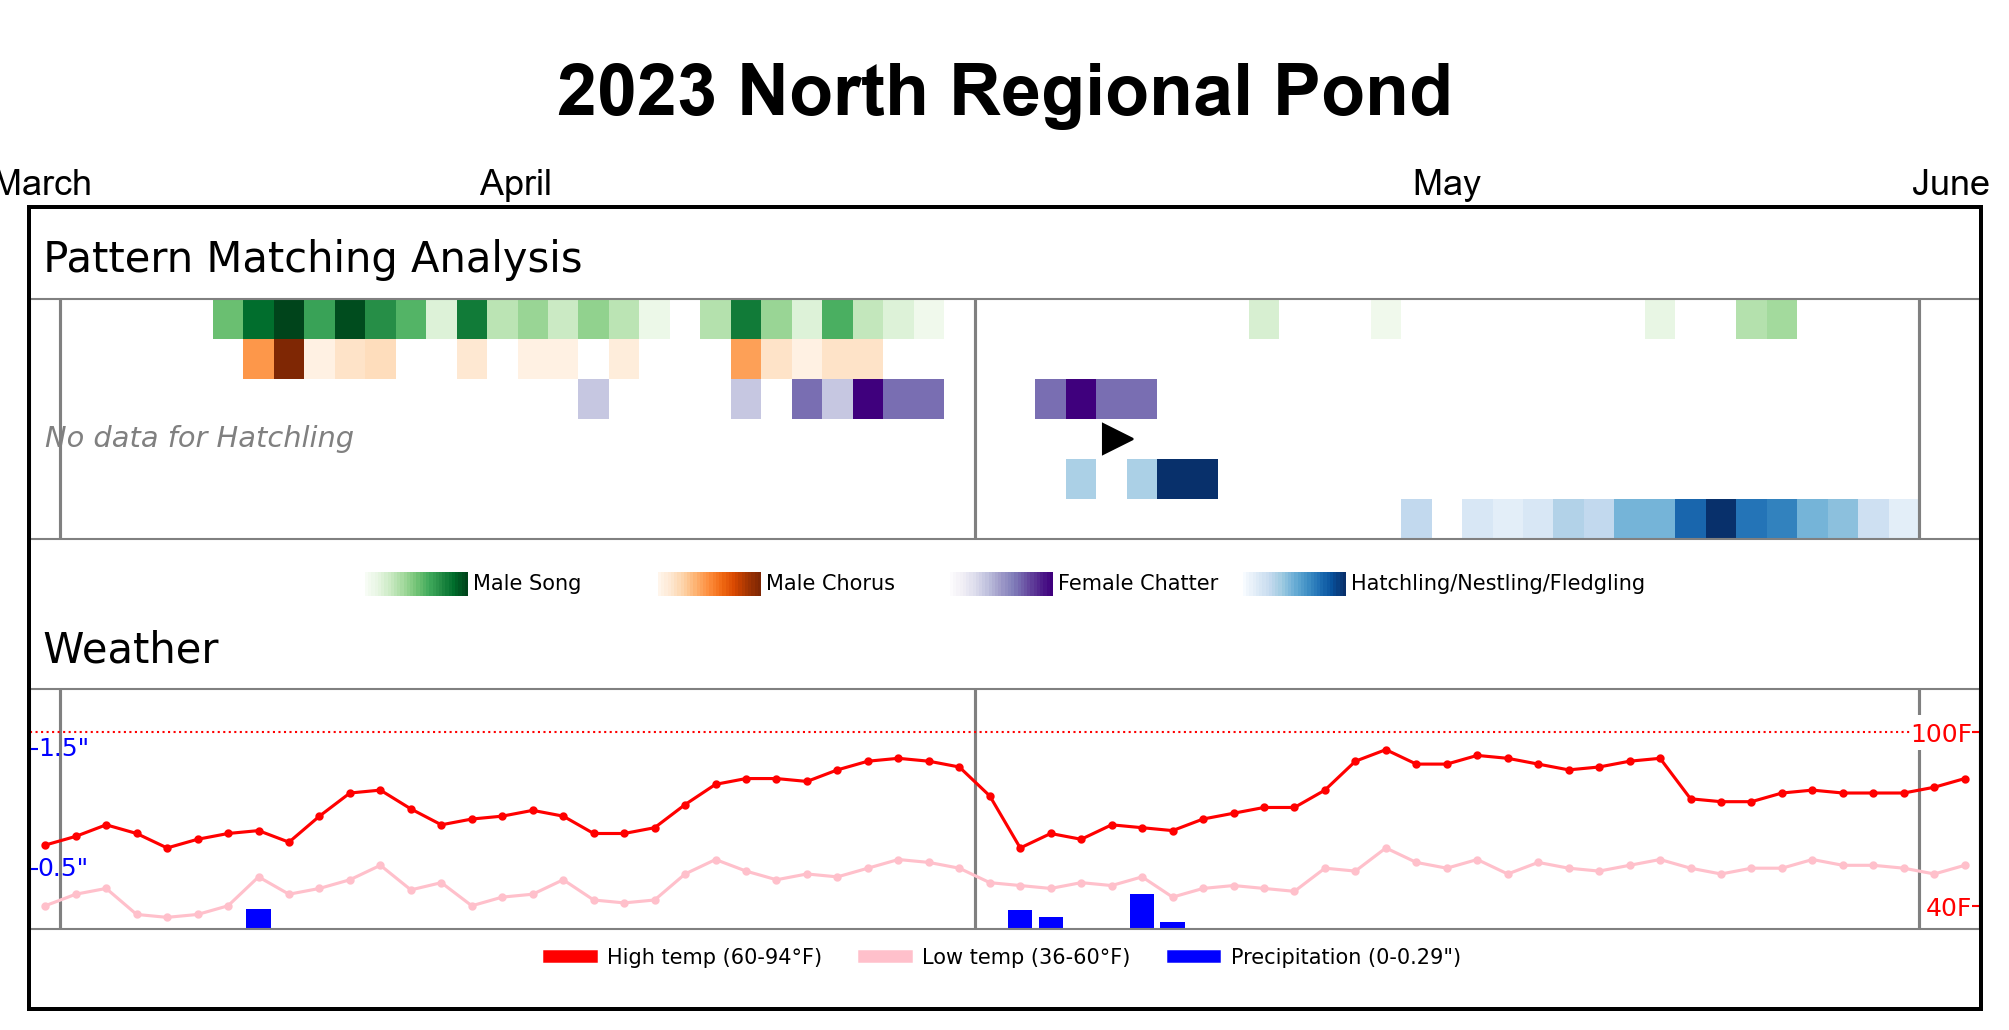 2023 North Regional Pond
March April May June
Pattern Matching Analysis
No data for Hatchling
Male Song Male Chorus Female Chatter Hatchling/Nestling/Fledgling
Weather
100F
1.5"
0.5"
40F
High temp (60-94°F) Low temp (36-60°F) Precipitation (0-0.29")